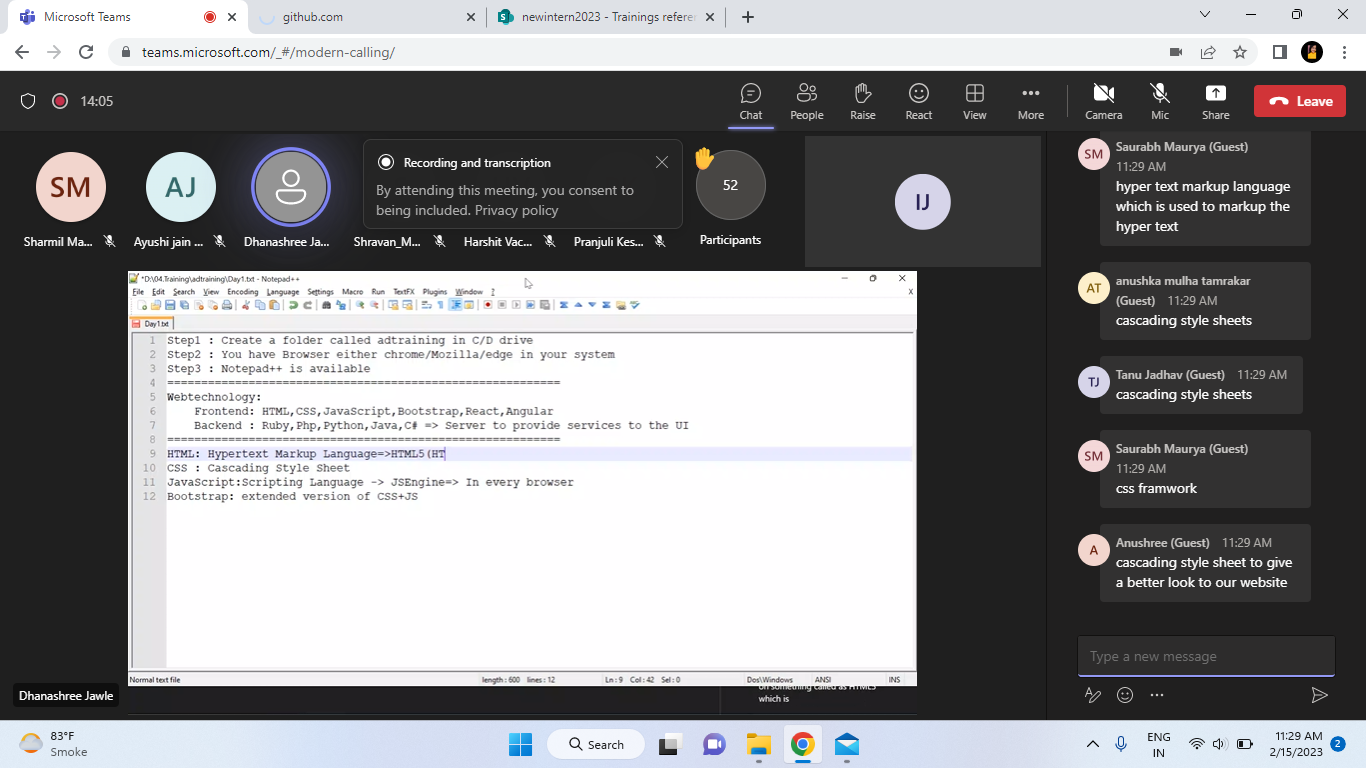 Microsoft Teams
github.com
newintern2023 - Trainings refere
teams.microsoft.com/_#/modern-calling/
14:05
Chat
People
Raise
React
View
More
Camera
Mic
Share
Leave
SM
AJ
Recording and transcription
By attending this meeting, you consent to
being included. Privacy policy
52
IJ
Sharmil Ma...
Ayushi jain ...
Dhanashree Ja...
Shravan_M...
Harshit Vac...
Pranjuli Kes...
Participants
*D:\04.Training\adtraining\Day1.txt - Notepad++
File Edit Search View Encoding Language Settings Macro Run TextFX Plugins Window ?
X
Day1.txt
1 Step1 : Create a folder called adtraining in C/D drive
2 Step2 : You have Browser either chrome/Mozilla/edge in your system
3 Step3 : Notepad++ is available
4 ==========================================================
5 Webtechnology:
6 Frontend: HTML,CSS,JavaScript,Bootstrap,React,Angular
7 Backend : Ruby,Php,Python,Java,C# => Server to provide services to the UI
8 ==========================================================
9 HTML: Hypertext Markup Language=>HTML5(HT
10 CSS : Cascading Style Sheet
11 JavaScript:Scripting Language -> JSEngine=> In every browser
12 Bootstrap: extended version of CSS+JS
Normal text file
length : 600 lines : 12
Ln : 9 Col : 42 Sel : 0
Dos\Windows
ANSI
INS
on something called as HTML5
which is
Dhanashree Jawle
SM
Saurabh Maurya (Guest)
11:29 AM
hyper text markup language
which is used to markup the
hyper text
AT
anushka mulha tamrakar
(Guest) 11:29 AM
cascading style sheets
TJ
Tanu Jadhav (Guest) 11:29 AM
cascading style sheets
SM
Saurabh Maurya (Guest)
11:29 AM
css framwork
A
Anushree (Guest) 11:29 AM
cascading style sheet to give
a better look to our website
Type a new message
83°F
Smoke
Search
ENG
IN
11:29 AM
2/15/2023
2